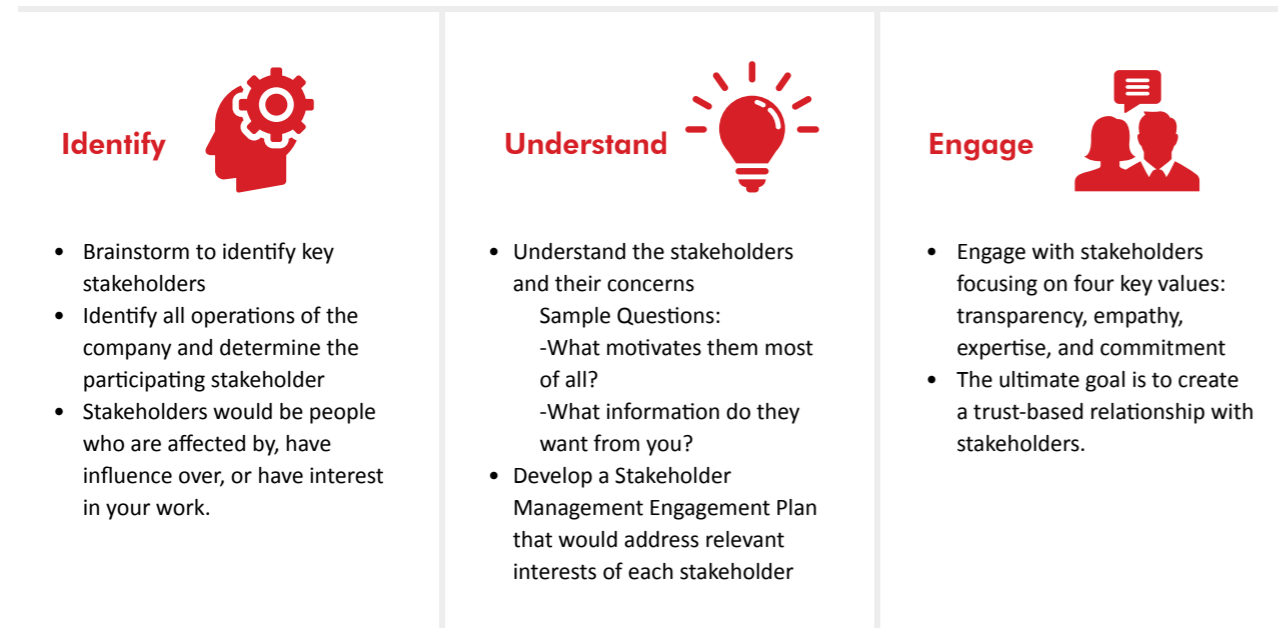 Identify
• Brainstorm to identify key
stakeholders
• Identify all operations of the
company and determine the
participating stakeholder
• Stakeholders would be people
who are affected by, have
influence over, or have interest
in your work.
Understand
• Understand the stakeholders
and their concerns
Sample Questions:
-What motivates them most
of all?
-What information do they
want from you?
• Develop a Stakeholder
Management Engagement Plan
that would address relevant
interests of each stakeholder
Engage
• Engage with stakeholders
focusing on four key values:
transparency, empathy,
expertise, and commitment
• The ultimate goal is to create
a trust-based relationship with
stakeholders.